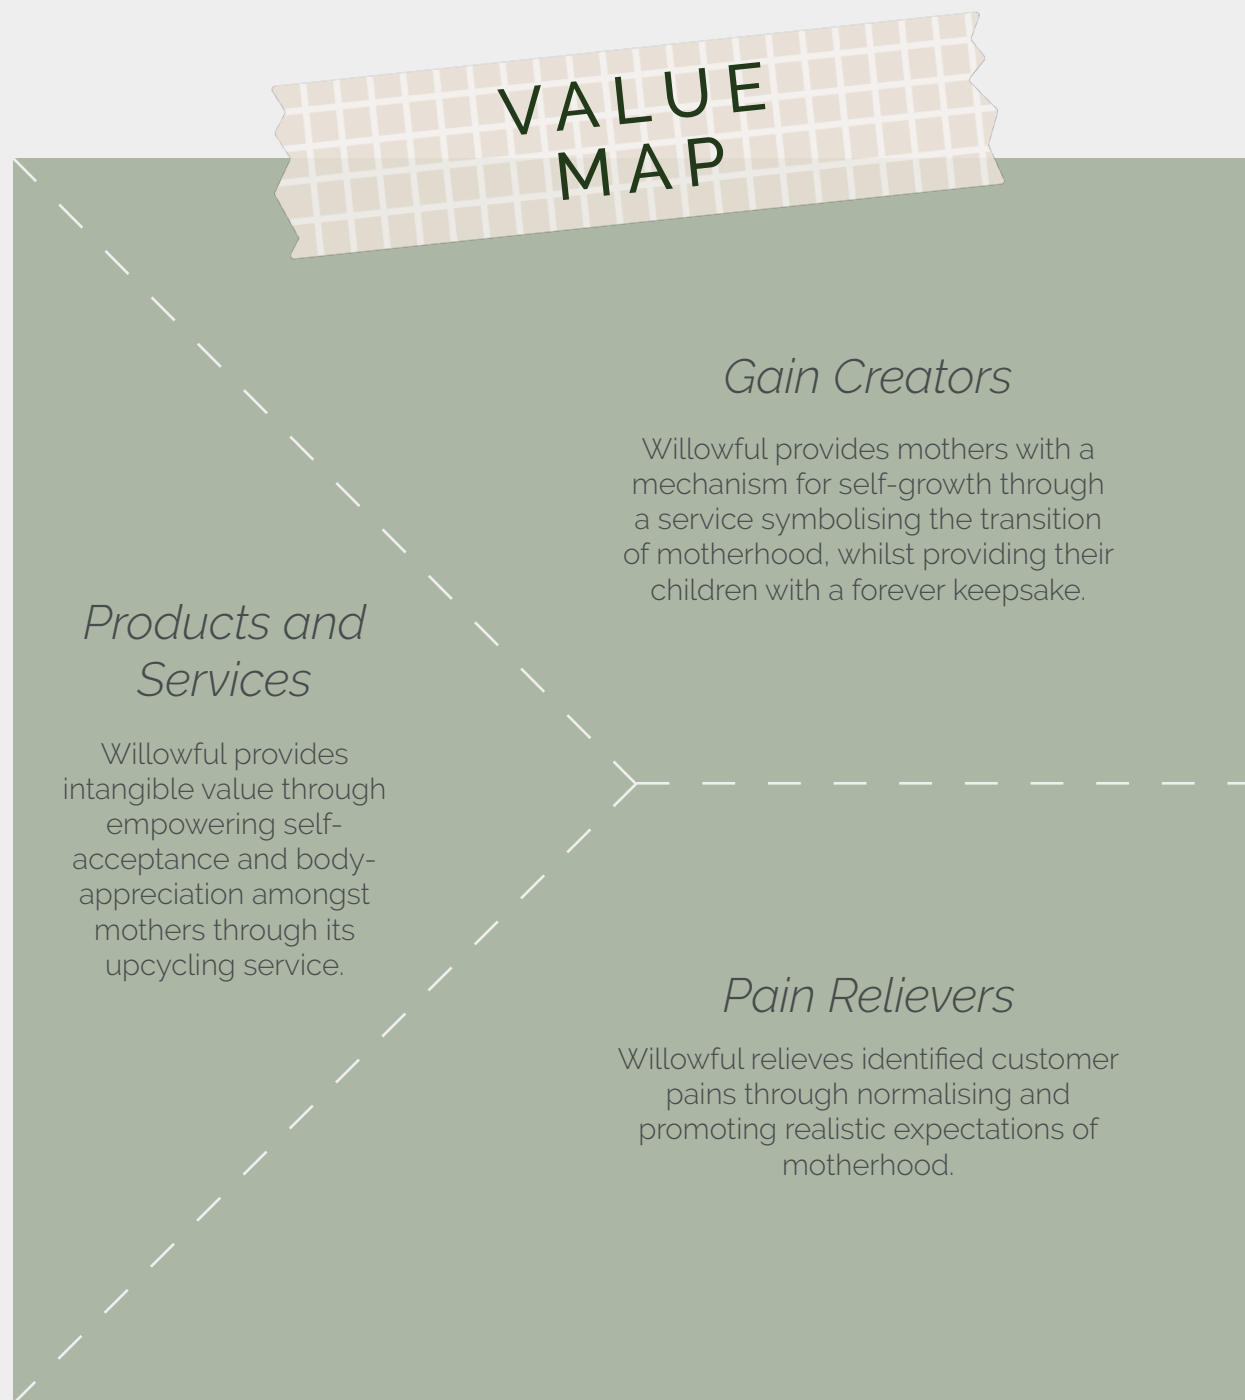 VALUE
MAP
Gain Creators
Willowful provides mothers with a
mechanism for self-growth through
a service symbolising the transition
of motherhood, whilst providing their
children with a forever keepsake.
Products and
Services
Willowful provides
intangible value through
empowering self-
acceptance and body-
appreciation amongst
mothers through its
upcycling service.
Pain Relievers
Willowful relieves identified customer
pains through normalising and
promoting realistic expectations of
motherhood.